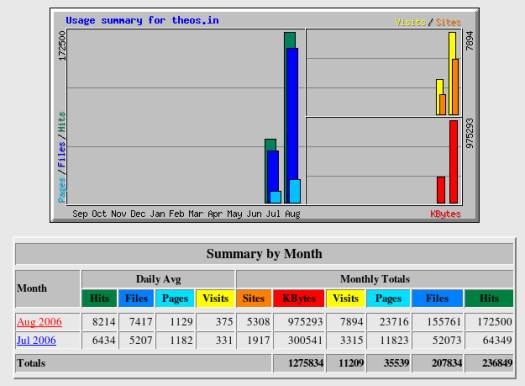 Usage summary for theos.in
Visits / Sites
172500
7894
Pages / Files / Hits
975293
Sep Oct Nov Dec Jan Feb Mar Apr May Jun Jul Aug
KBytes
Summary by Month
Month Daily Avg Monthly Totals
Hits Files Pages Visits Sites KBytes Visits Pages Files Hits
Aug 2006 8214 7417 1129 375 5308 975293 7894 23716 155761 172500
Jul 2006 6434 5207 1182 331 1917 300541 3315 11823 52073 64349
Totals 1275834 11209 35539 207834 236849